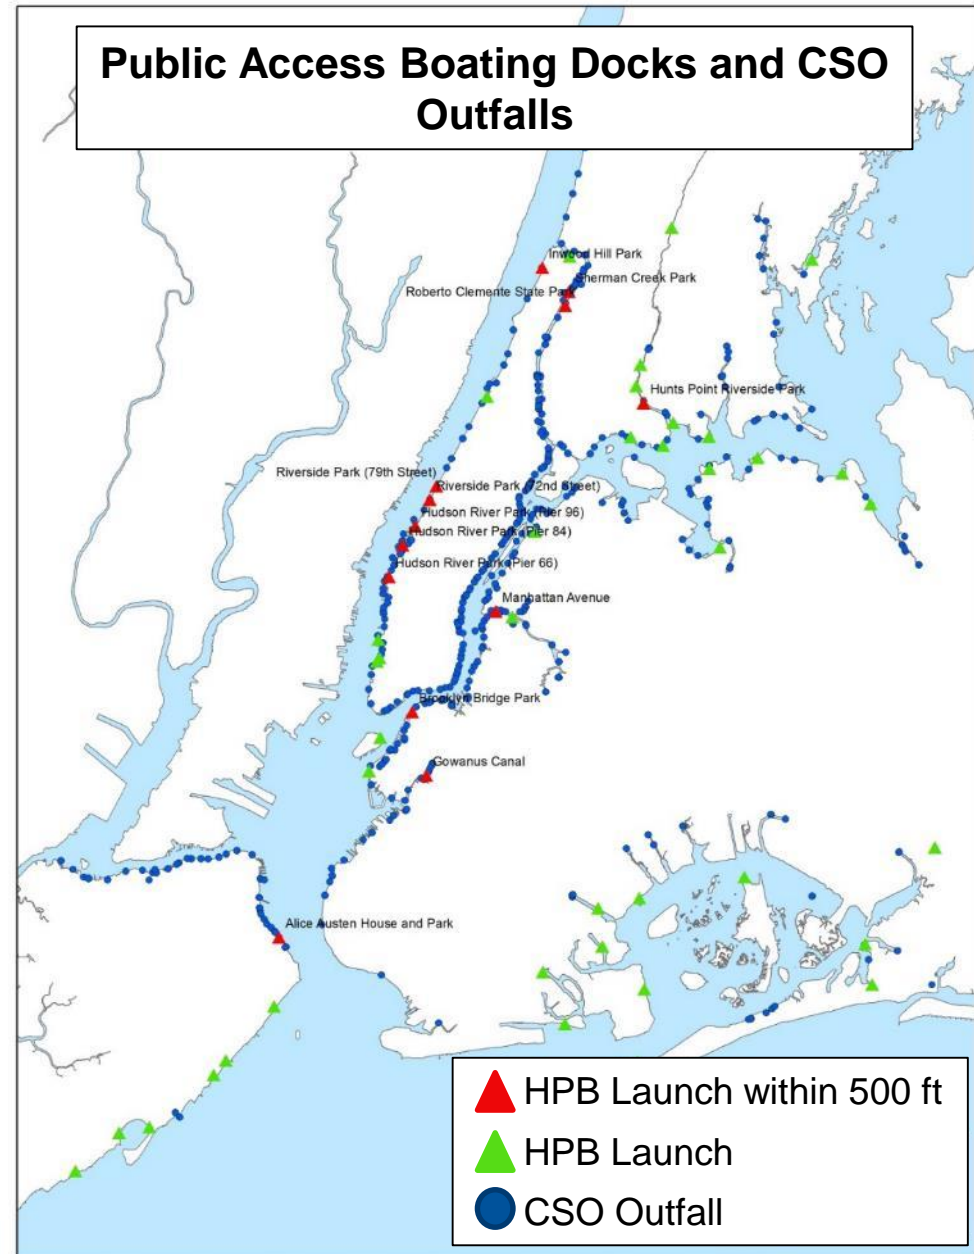 Public Access Boating Docks and CSO
Outfalls
Inwood Hill Park
Sherman Creek Park
Roberto Clemente State Park
Hunts Point Riverside Park
Riverside Park (79th Street)
Riverside Park (72nd Street)
Hudson River Park (Pier 96)
Hudson River Park (Pier 84)
Hudson River Park (Pier 66)
Manhattan Avenue
Brooklyn Bridge Park
Gowanus Canal
Alice Austen House and Park
HPB Launch within 500 ft
HPB Launch
CSO Outfall